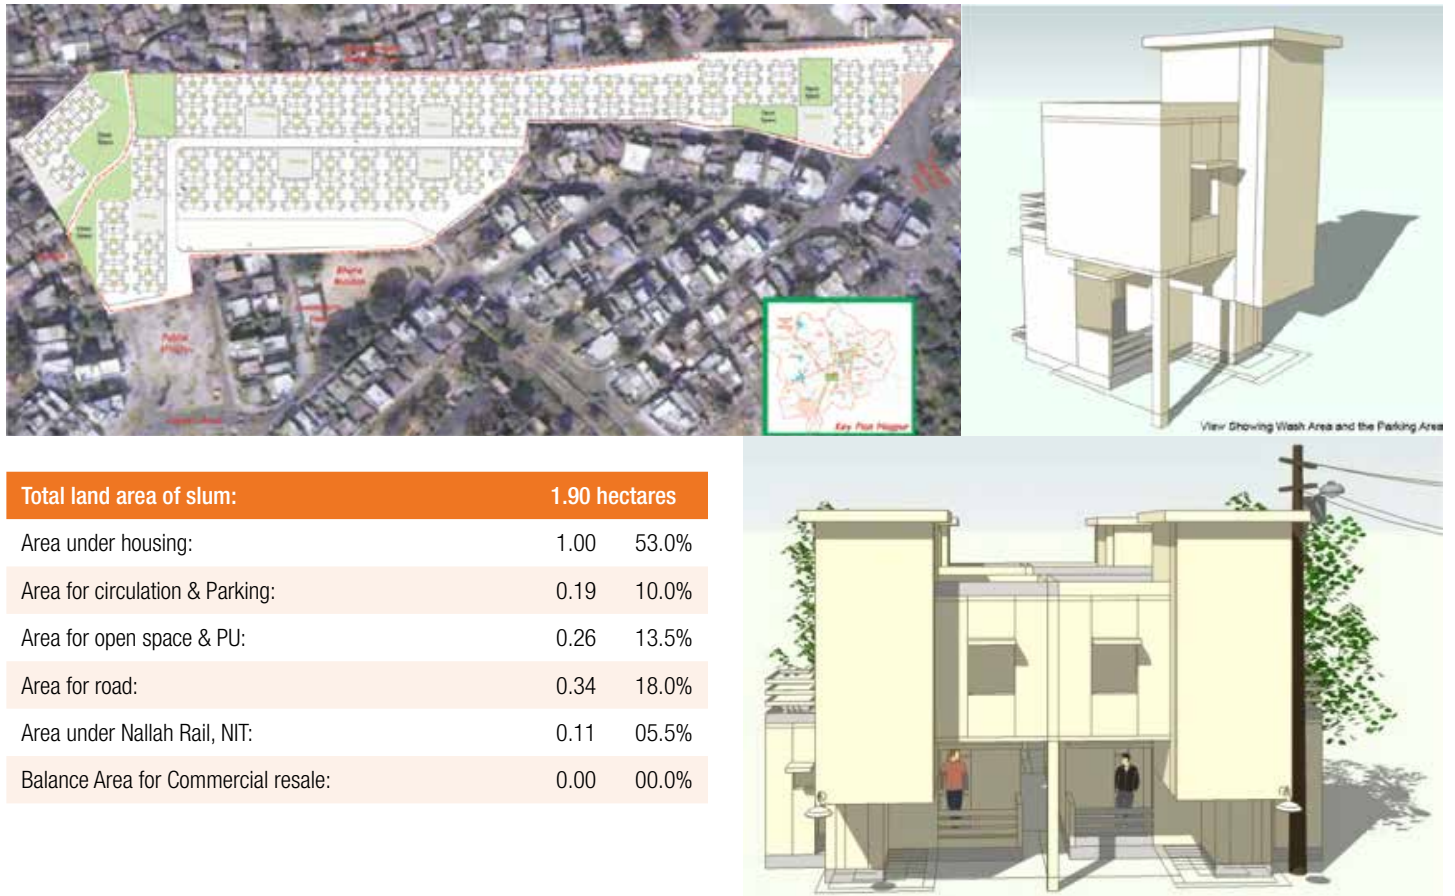 Open Space
Key Plan Nagpur
View Showing Wash Area and the Parking Area
Total land area of slum: 1.90 hectares
Area under housing: 1.00 53.0%
Area for circulation & Parking: 0.19 10.0%
Area for open space & PU: 0.26 13.5%
Area for road: 0.34 18.0%
Area under Nallah Rail, NIT: 0.11 05.5%
Balance Area for Commercial resale: 0.00 00.0%